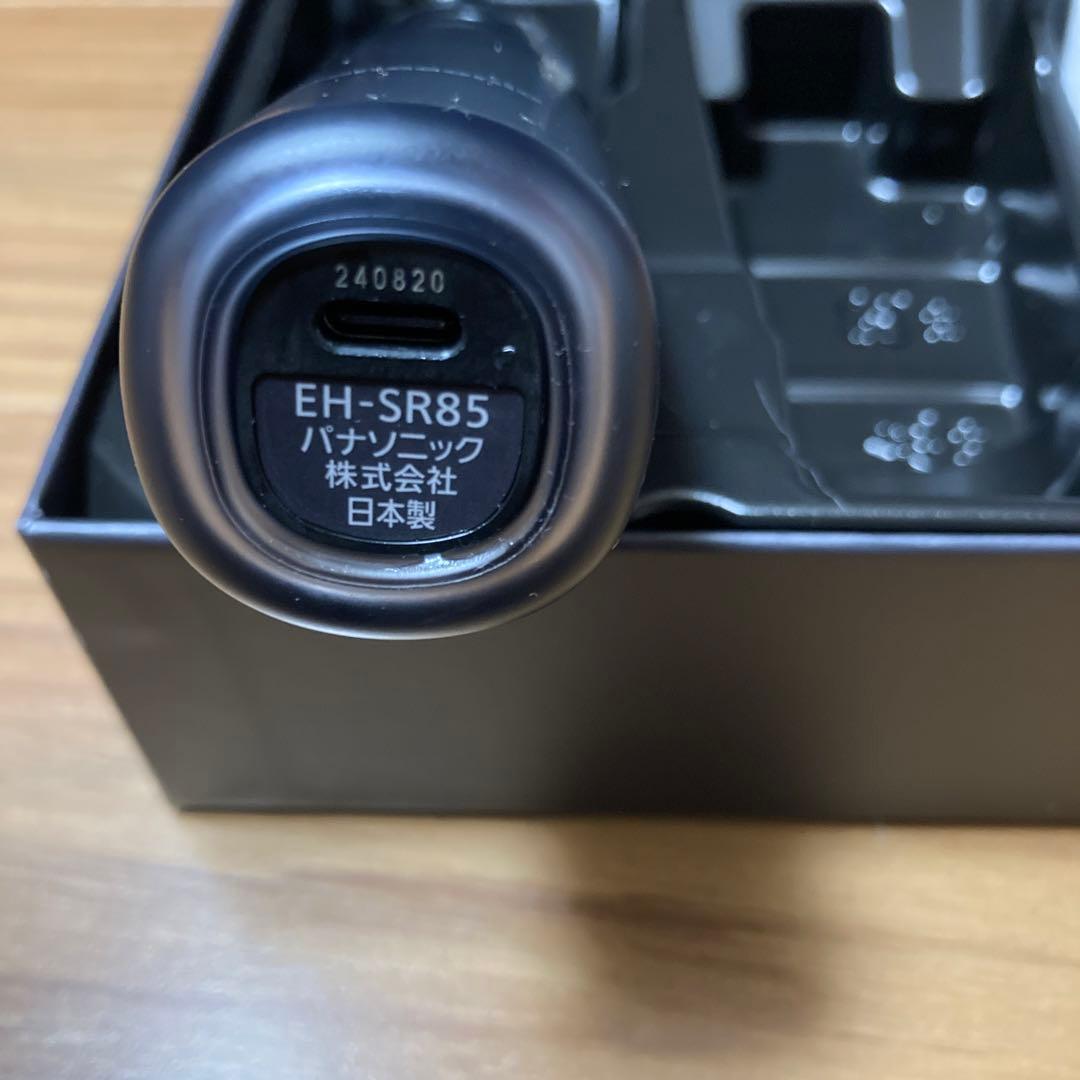 240820
EH-SR85
パナソニック
株式会社
日本製